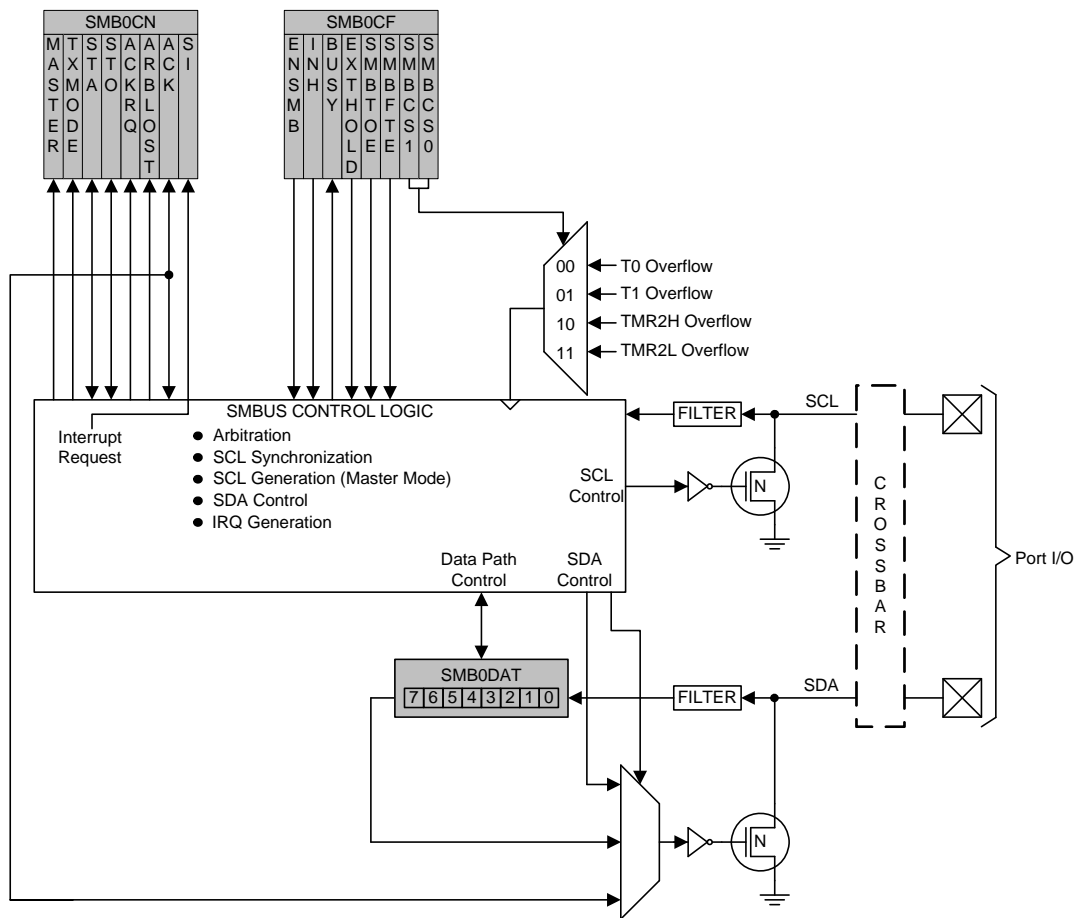 SMB0CN
MASTER
TXMODE
STA
STO
ACKRQ
ARBLOST
ACK
SI
SMB0CF
ENSMB
INH
BUSY
EXTHOLD
SMBTOE
SMBFTE
SMBCS1
SMBCS0
00
01
10
11
T0 Overflow
T1 Overflow
TMR2H Overflow
TMR2L Overflow
SMBUS CONTROL LOGIC
Interrupt
Request
● Arbitration
● SCL Synchronization
● SCL Generation (Master Mode)
● SDA Control
● IRQ Generation
SCL
Control
Data Path
Control
SDA
Control
FILTER
SCL
N
CROSSBAR
Port I/O
SMB0DAT
7 6 5 4 3 2 1 0
FILTER
SDA
N